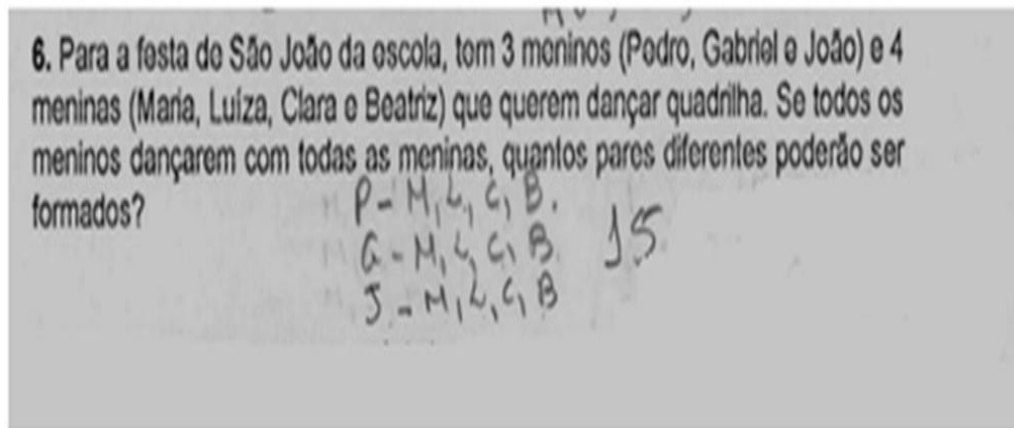 6. Para a festa de São João da escola, tem 3 meninos (Pedro, Gabriel e João) e 4
meninas (Maria, Luíza, Clara e Beatriz) que querem dançar quadrilha. Se todos os
meninos dançarem com todas as meninas, quantos pares diferentes poderão ser
formados?
P - M, L, C, B.
G - M, L, C, B. 15
J - M, L, C, B